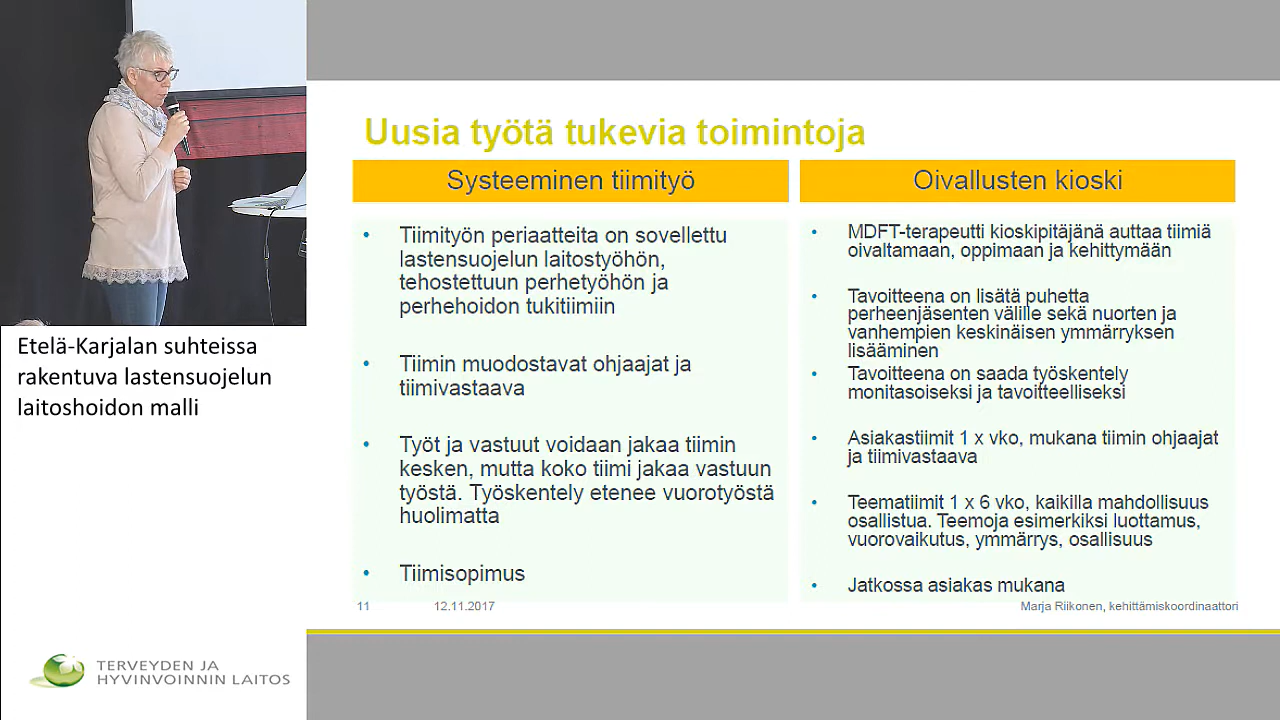 Uusia työtä tukevia toimintoja
Systeeminen tiimityö
Tiimityön periaatteita on sovellettu
lastensuojelun laitostyöhön,
tehostettuun perhetyöhön ja
perhehoidon tukitiimiin
Tiimin muodostavat ohjaajat ja
tiimivastaava
Työt ja vastuut voidaan jakaa tiimin
kesken, mutta koko tiimi jakaa vastuun
työstä. Työskentely etenee vuorotyöstä
huolimatta
Tiimisopimus
Oivallusten kioski
MDFT-terapeutti kioskipitäjänä auttaa tiimiä
oivaltamaan, oppimaan ja kehittymään
Tavoitteena on lisätä puhetta
perheenjäsenten välille sekä nuorten ja
vanhempien keskinäisen ymmärryksen
lisääminen
Tavoitteena on saada työskentely
monitasoiseksi ja tavoitteelliseksi
Asiakastiimit 1 x vko, mukana tiimin ohjaajat
ja tiimivastaava
Teematiimit 1 x 6 vko, kaikilla mahdollisuus
osallistua. Teemoja esimerkiksi luottamus,
vuorovaikutus, ymmärrys, osallisuus
Jatkossa asiakas mukana
11
12.11.2017
Marja Riikonen, kehittämiskoordinaattori
Etelä-Karjalan suhteissa
rakentuva lastensuojelun
laitoshoidon malli
TERVEYDEN JA
HYVINVOINNIN LAITOS